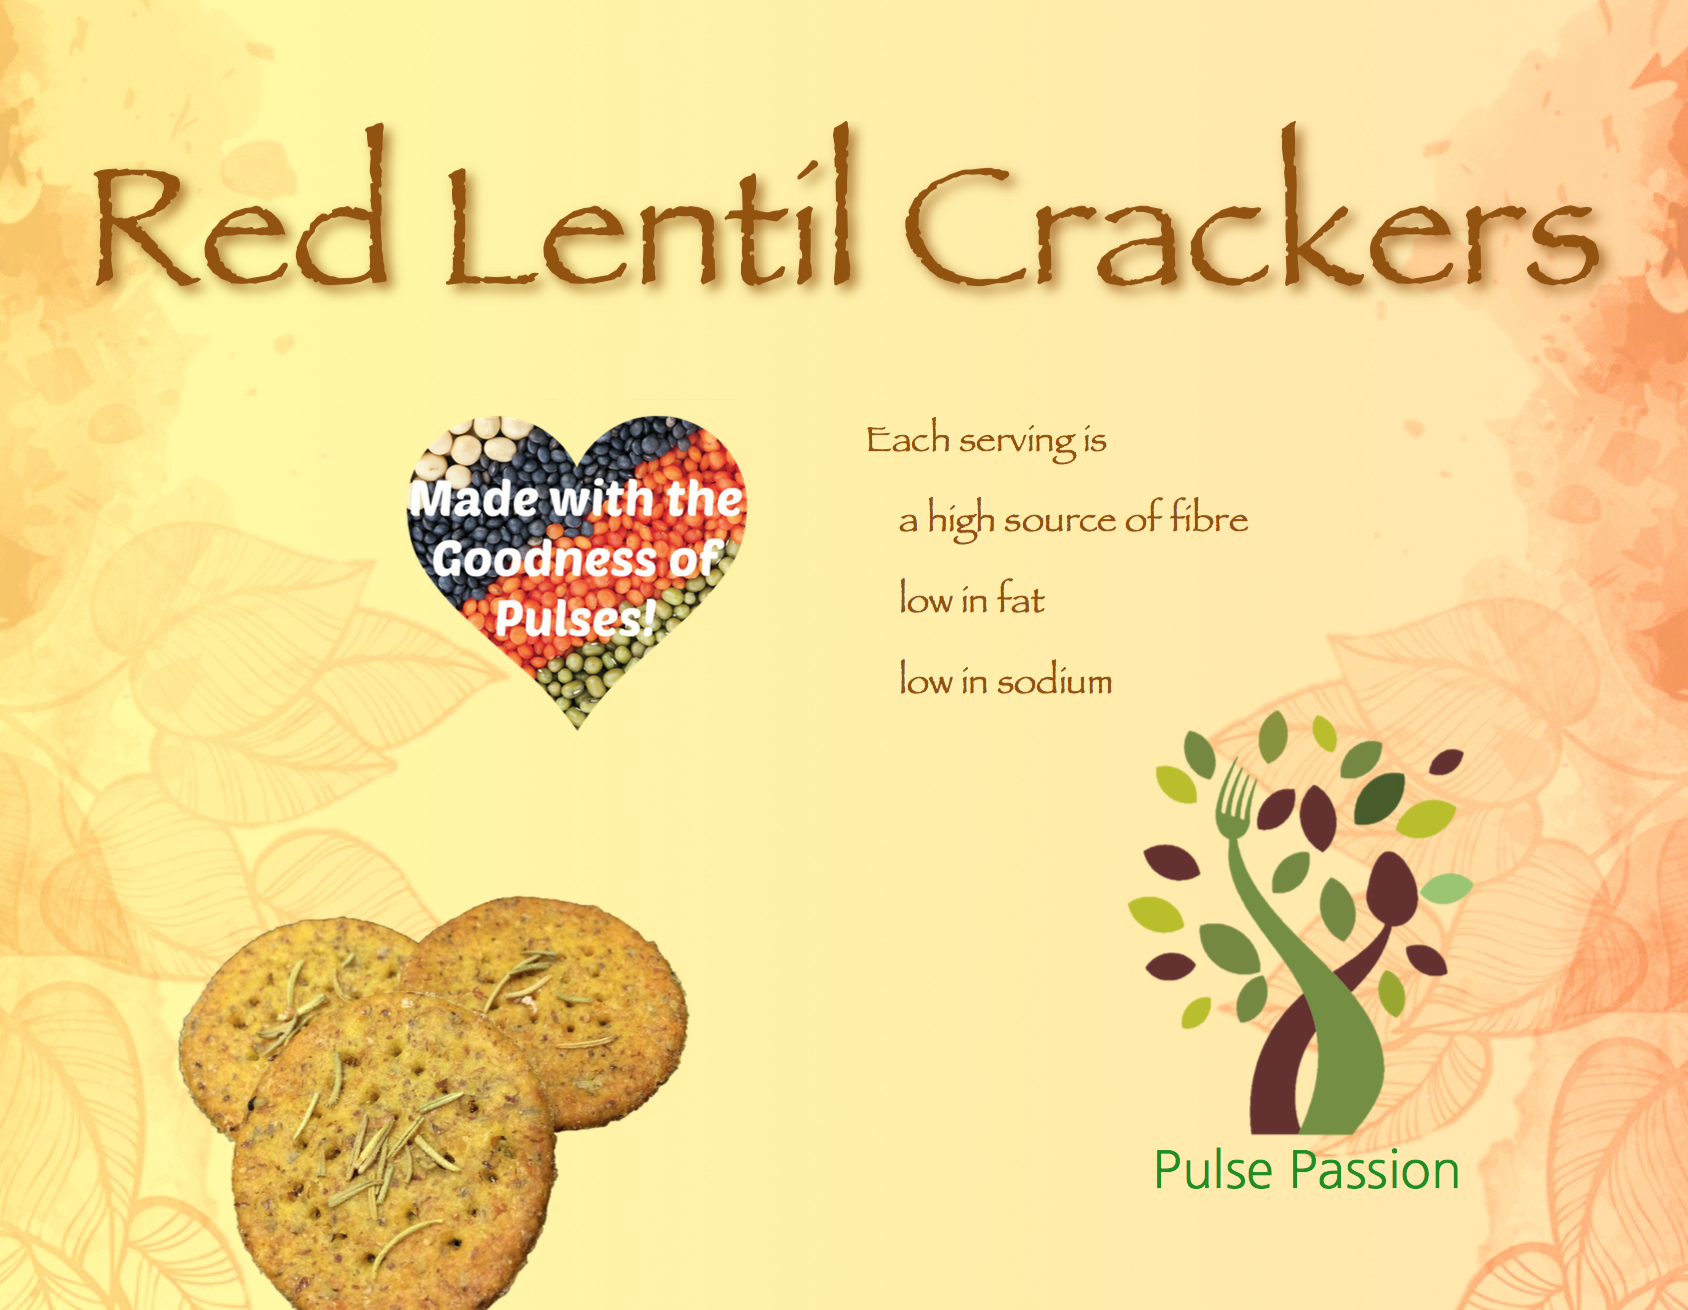 Red Lentil Crackers
Made with the
Goodness of
Pulses!
Each serving is
a high source of fibre
low in fat
low in sodium
Pulse Passion